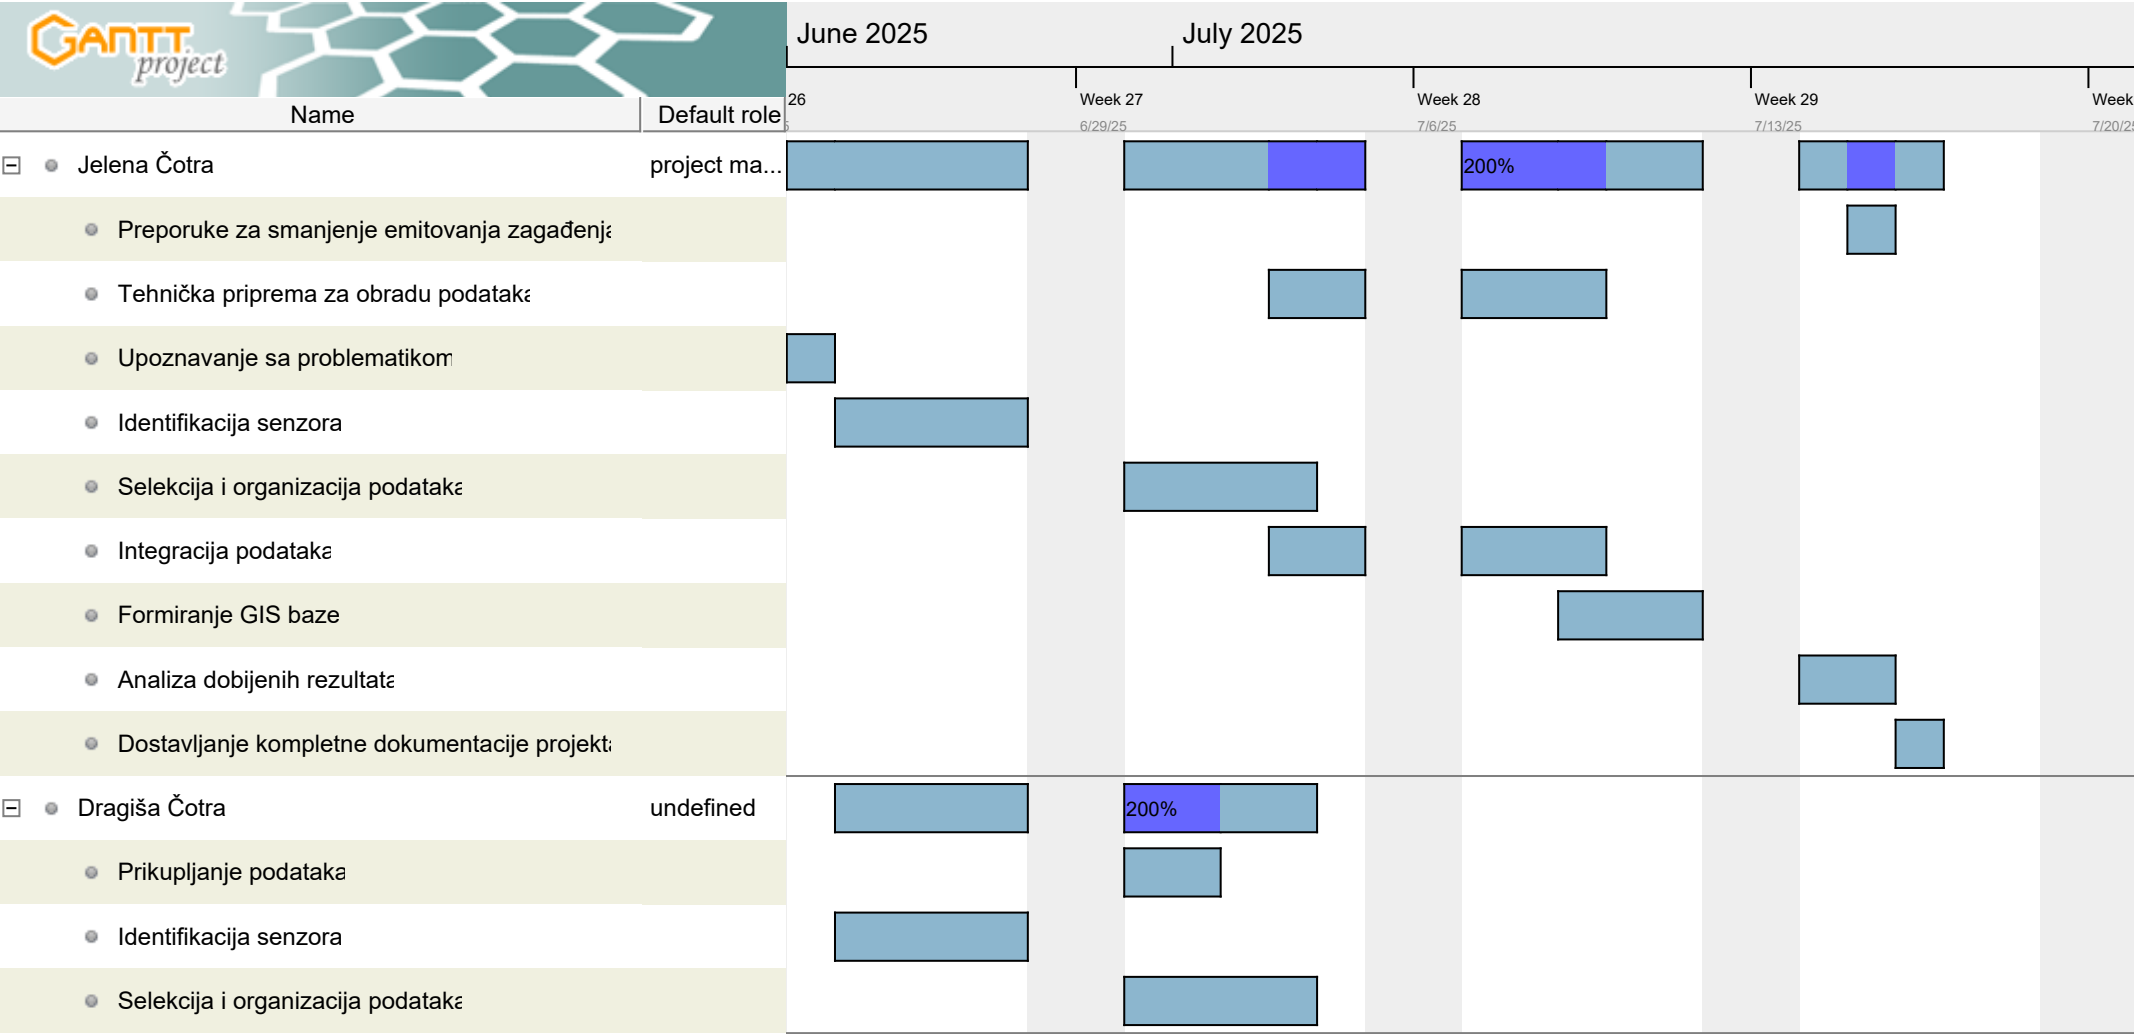 GANTT
project
June 2025
July 2025
Name
Default role
26
Week 27
Week 28
Week 29
Week
6/29/25
7/6/25
7/13/25
7/20/25
Jelena Čotra
project ma...
200%
Preporuke za smanjenje emitovanja zagađenja
Tehnička priprema za obradu podataka
Upoznavanje sa problematikom
Identifikacija senzora
Selekcija i organizacija podataka
Integracija podataka
Formiranje GIS baze
Analiza dobijenih rezultata
Dostavljanje kompletne dokumentacije projekta
Dragiša Čotra
undefined
200%
Prikupljanje podataka
Identifikacija senzora
Selekcija i organizacija podataka